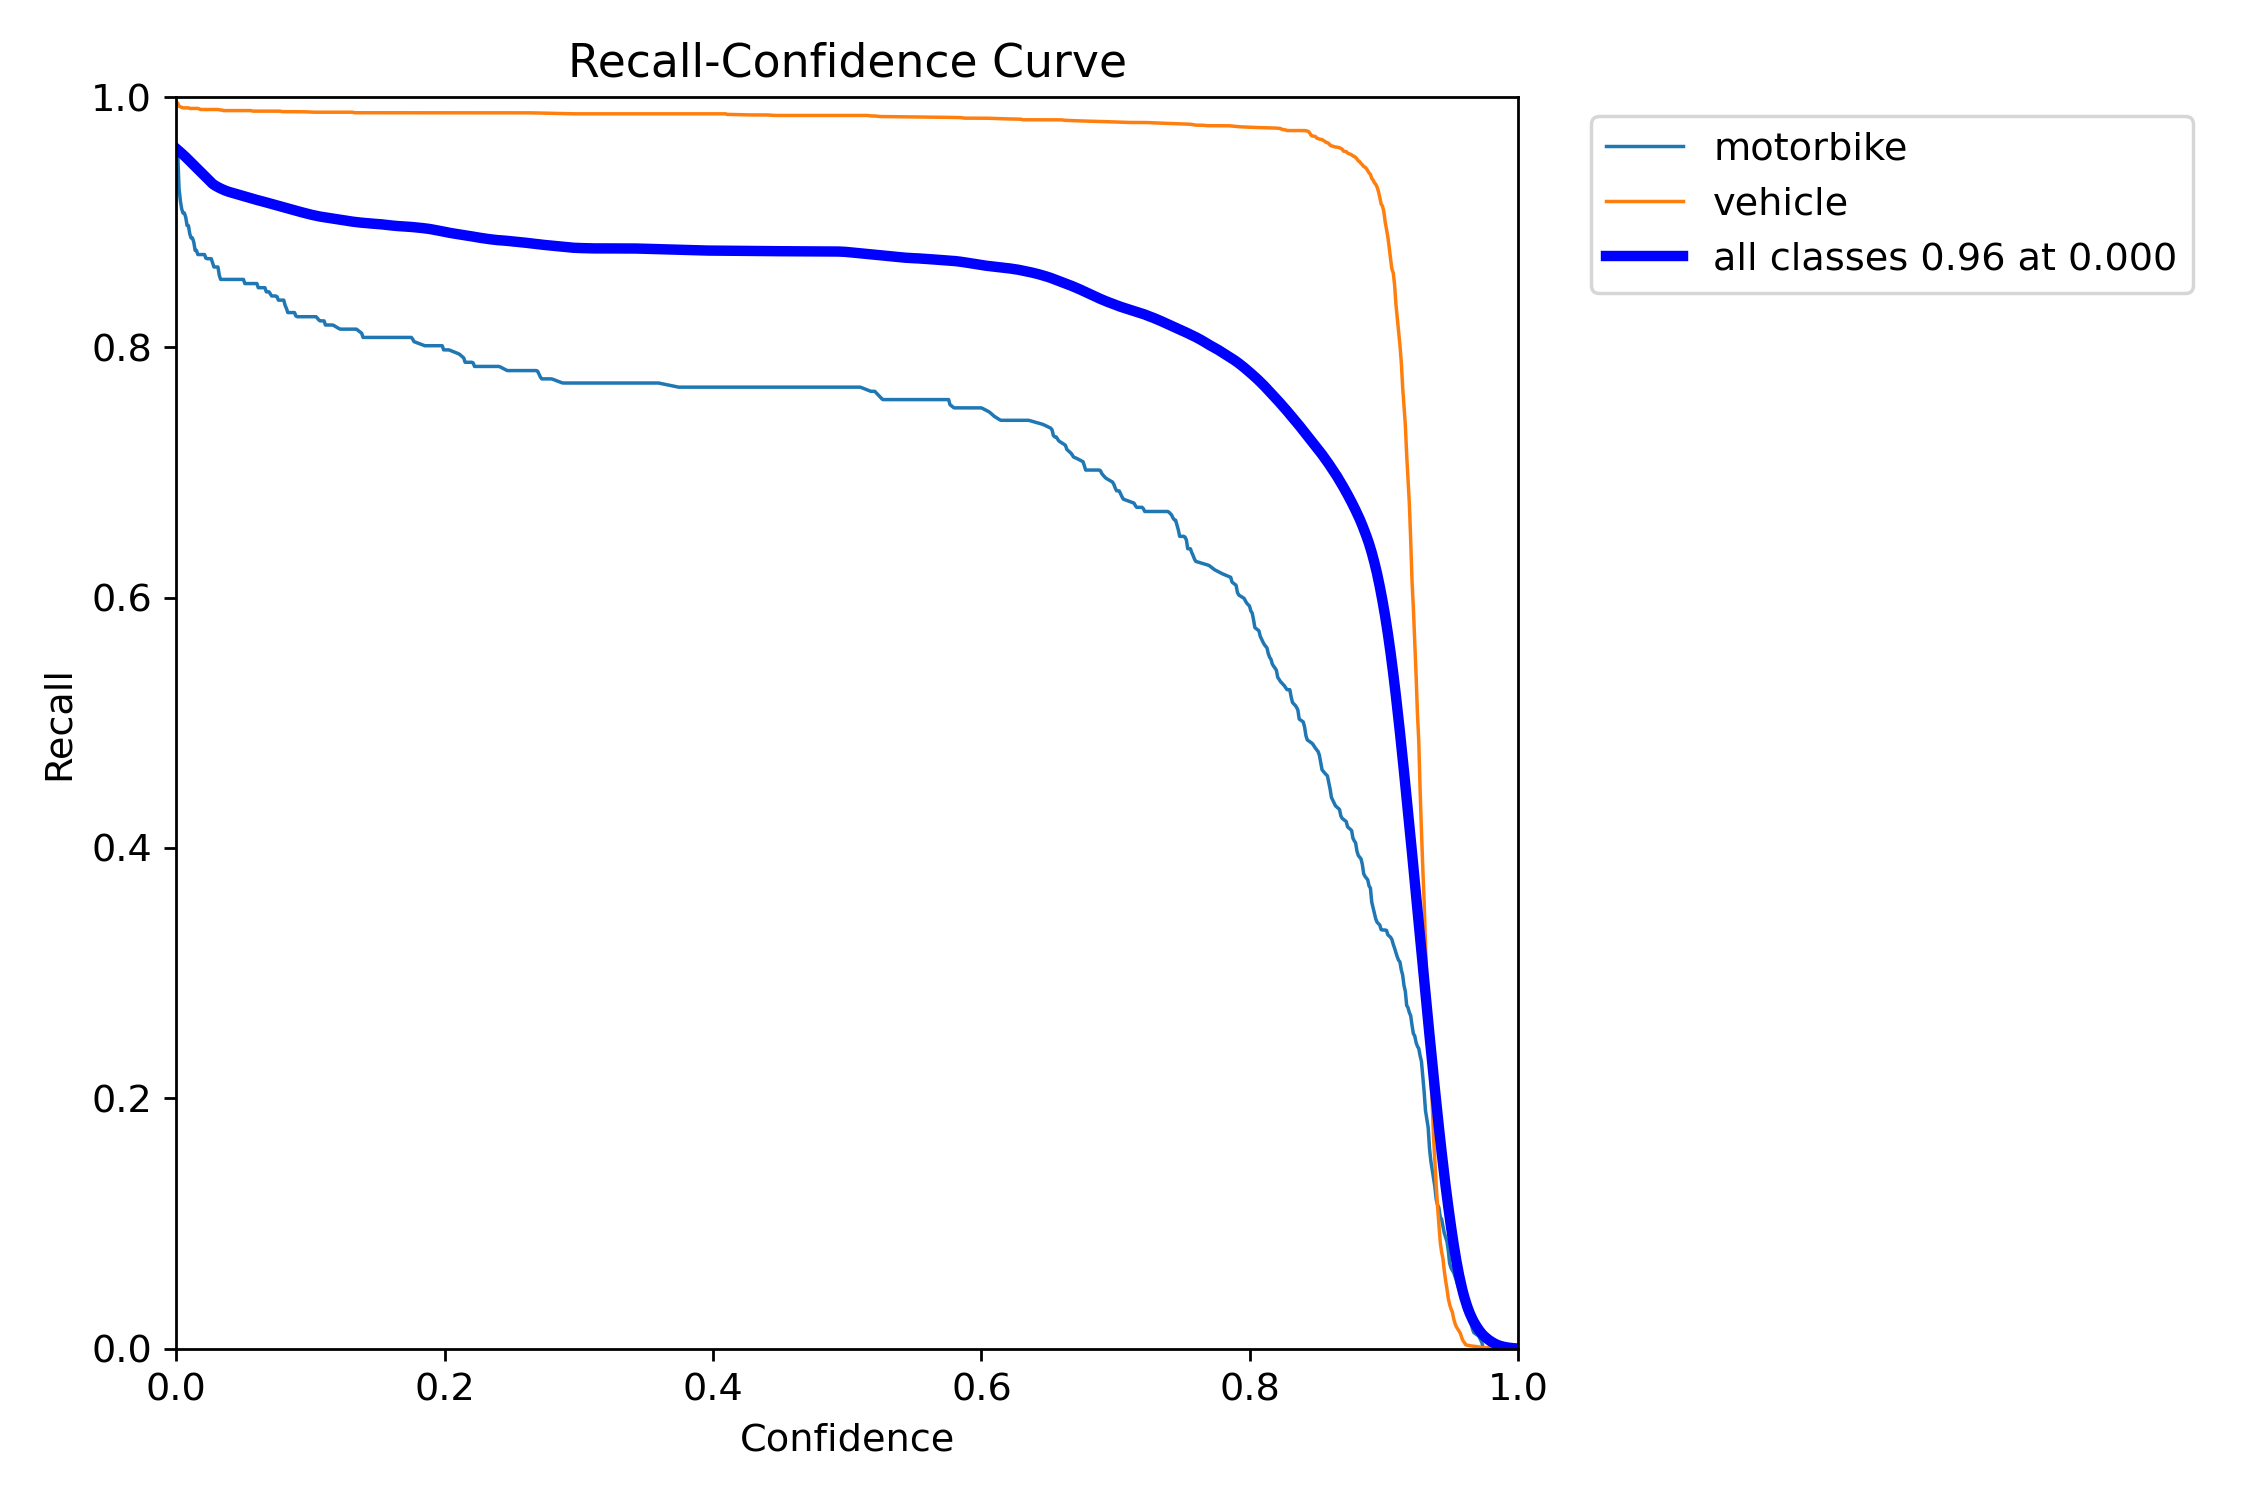 Recall-Confidence Curve
1.0
0.8
0.6
0.4
0.2
0.0
Recall
0.0 0.2 0.4 0.6 0.8 1.0
Confidence
motorbike
vehicle
all classes 0.96 at 0.000